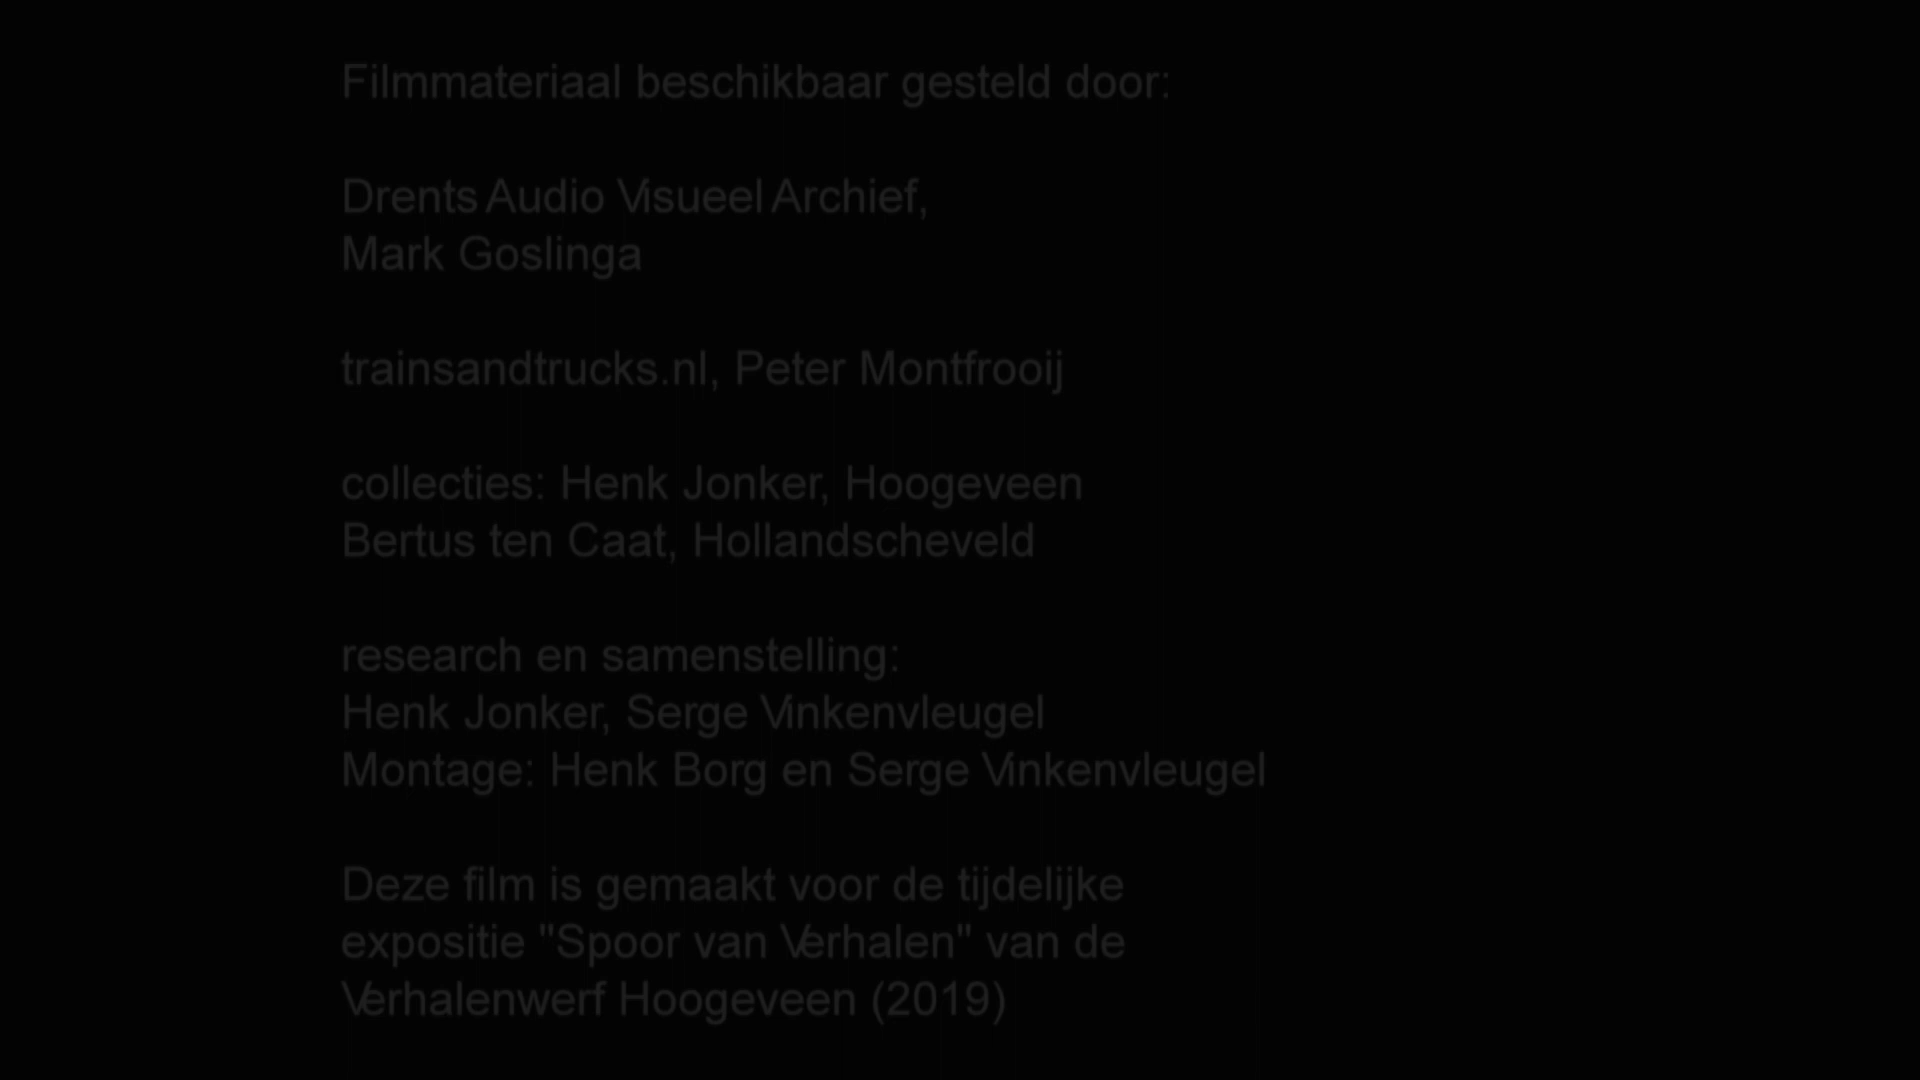 Filmmateriaal beschikbaar gesteld door:
Drents Audio Visueel Archief,
Mark Goslinga
trainsandtrucks.nl, Peter Montfrooij
collecties: Henk Jonker, Hoogeveen
Bertus ten Caat, Hollandscheveld
research en samenstelling:
Henk Jonker, Serge Vinkenvleugel
Montage: Henk Borg en Serge Vinkenvleugel
Deze film is gemaakt voor de tijdelijke
expositie "Spoor van Verhalen" van de
Verhalenwerf Hoogeveen (2019)